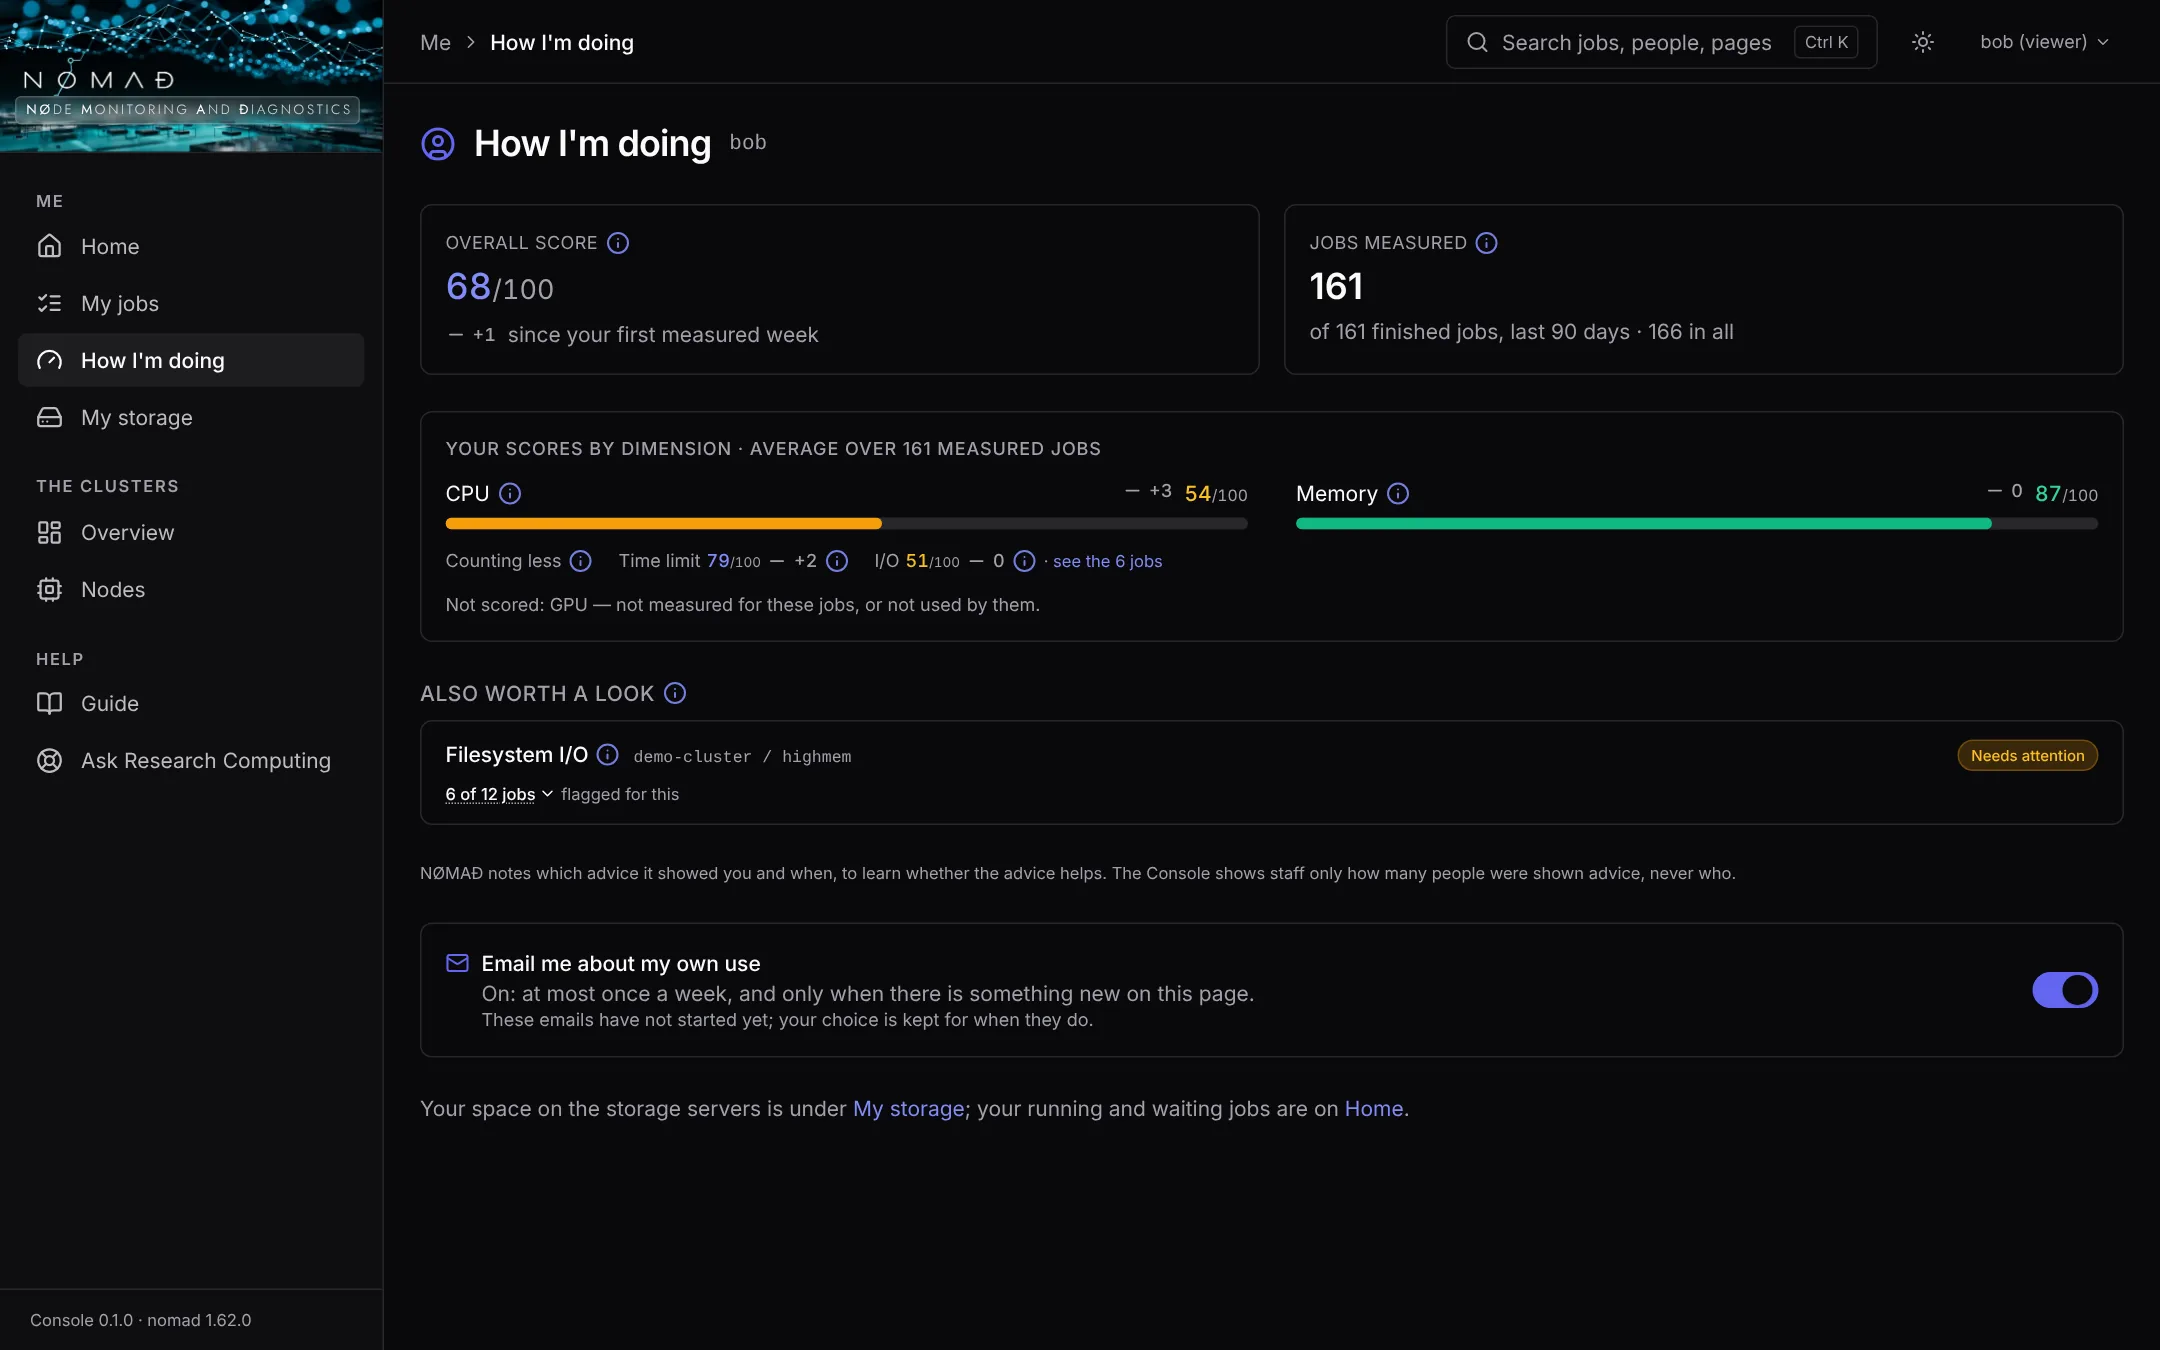 NØMAÐ
NØDE MONITORING AND ÐIAGNOSTICS
ME
Home
My jobs
How I'm doing
My storage
THE CLUSTERS
Overview
Nodes
HELP
Guide
Ask Research Computing
Console 0.1.0 · nomad 1.62.0
Me > How I'm doing
Search jobs, people, pages Ctrl K
bob (viewer)
How I'm doing bob
OVERALL SCORE
68/100
— +1 since your first measured week
JOBS MEASURED
161
of 161 finished jobs, last 90 days · 166 in all
YOUR SCORES BY DIMENSION · AVERAGE OVER 161 MEASURED JOBS
CPU — +3 54/100
Memory — 0 87/100
Counting less Time limit 79/100 — +2 I/O 51/100 — 0 · see the 6 jobs
Not scored: GPU — not measured for these jobs, or not used by them.
ALSO WORTH A LOOK
Filesystem I/O demo-cluster / highmem Needs attention
6 of 12 jobs flagged for this
NØMAÐ notes which advice it showed you and when, to learn whether the advice helps. The Console shows staff only how many people were shown advice, never who.
Email me about my own use
On: at most once a week, and only when there is something new on this page.
These emails have not started yet; your choice is kept for when they do.
Your space on the storage servers is under My storage; your running and waiting jobs are on Home.